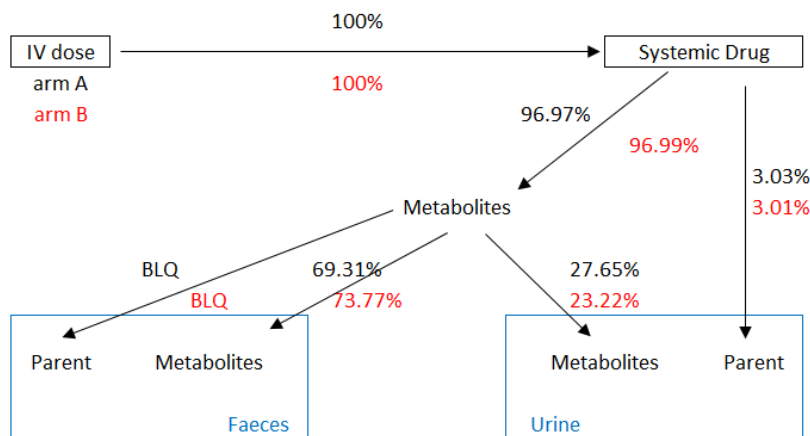 100%
IV dose
Systemic Drug
arm A
100%
arm B
96.97%
96.99%
3.03%
3.01%
Metabolites
BLQ
69.31%
27.65%
BLQ
73.77%
23.22%
Parent
Metabolites
Metabolites
Parent
Faeces
Urine